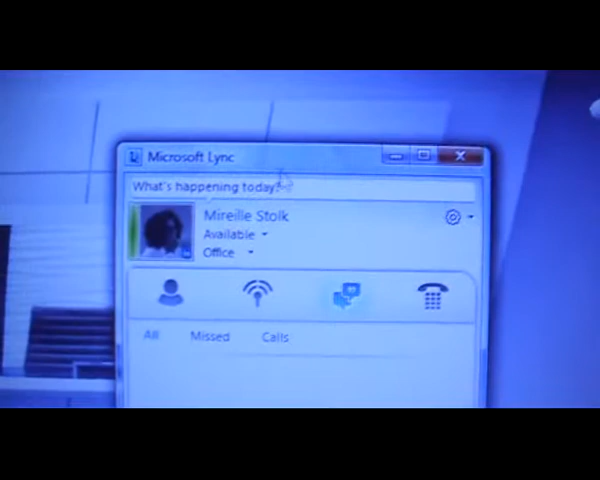 Microsoft Lync
What's happening today?
Mireille Stolk
Available
Office
All Missed Calls